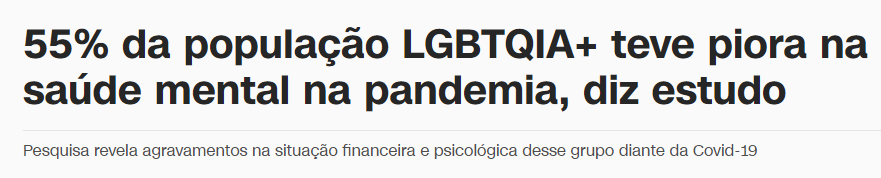 55% da população LGBTQIA+ teve piora na
saúde mental na pandemia, diz estudo
Pesquisa revela agravamentos na situação financeira e psicológica desse grupo diante da Covid-19